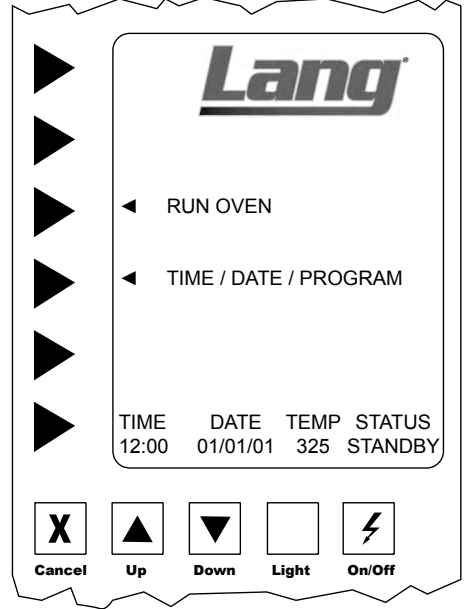 Lang
RUN OVEN
TIME / DATE / PROGRAM
TIME DATE TEMP STATUS
12:00 01/01/01 325 STANDBY
X
Cancel Up Down Light On/Off